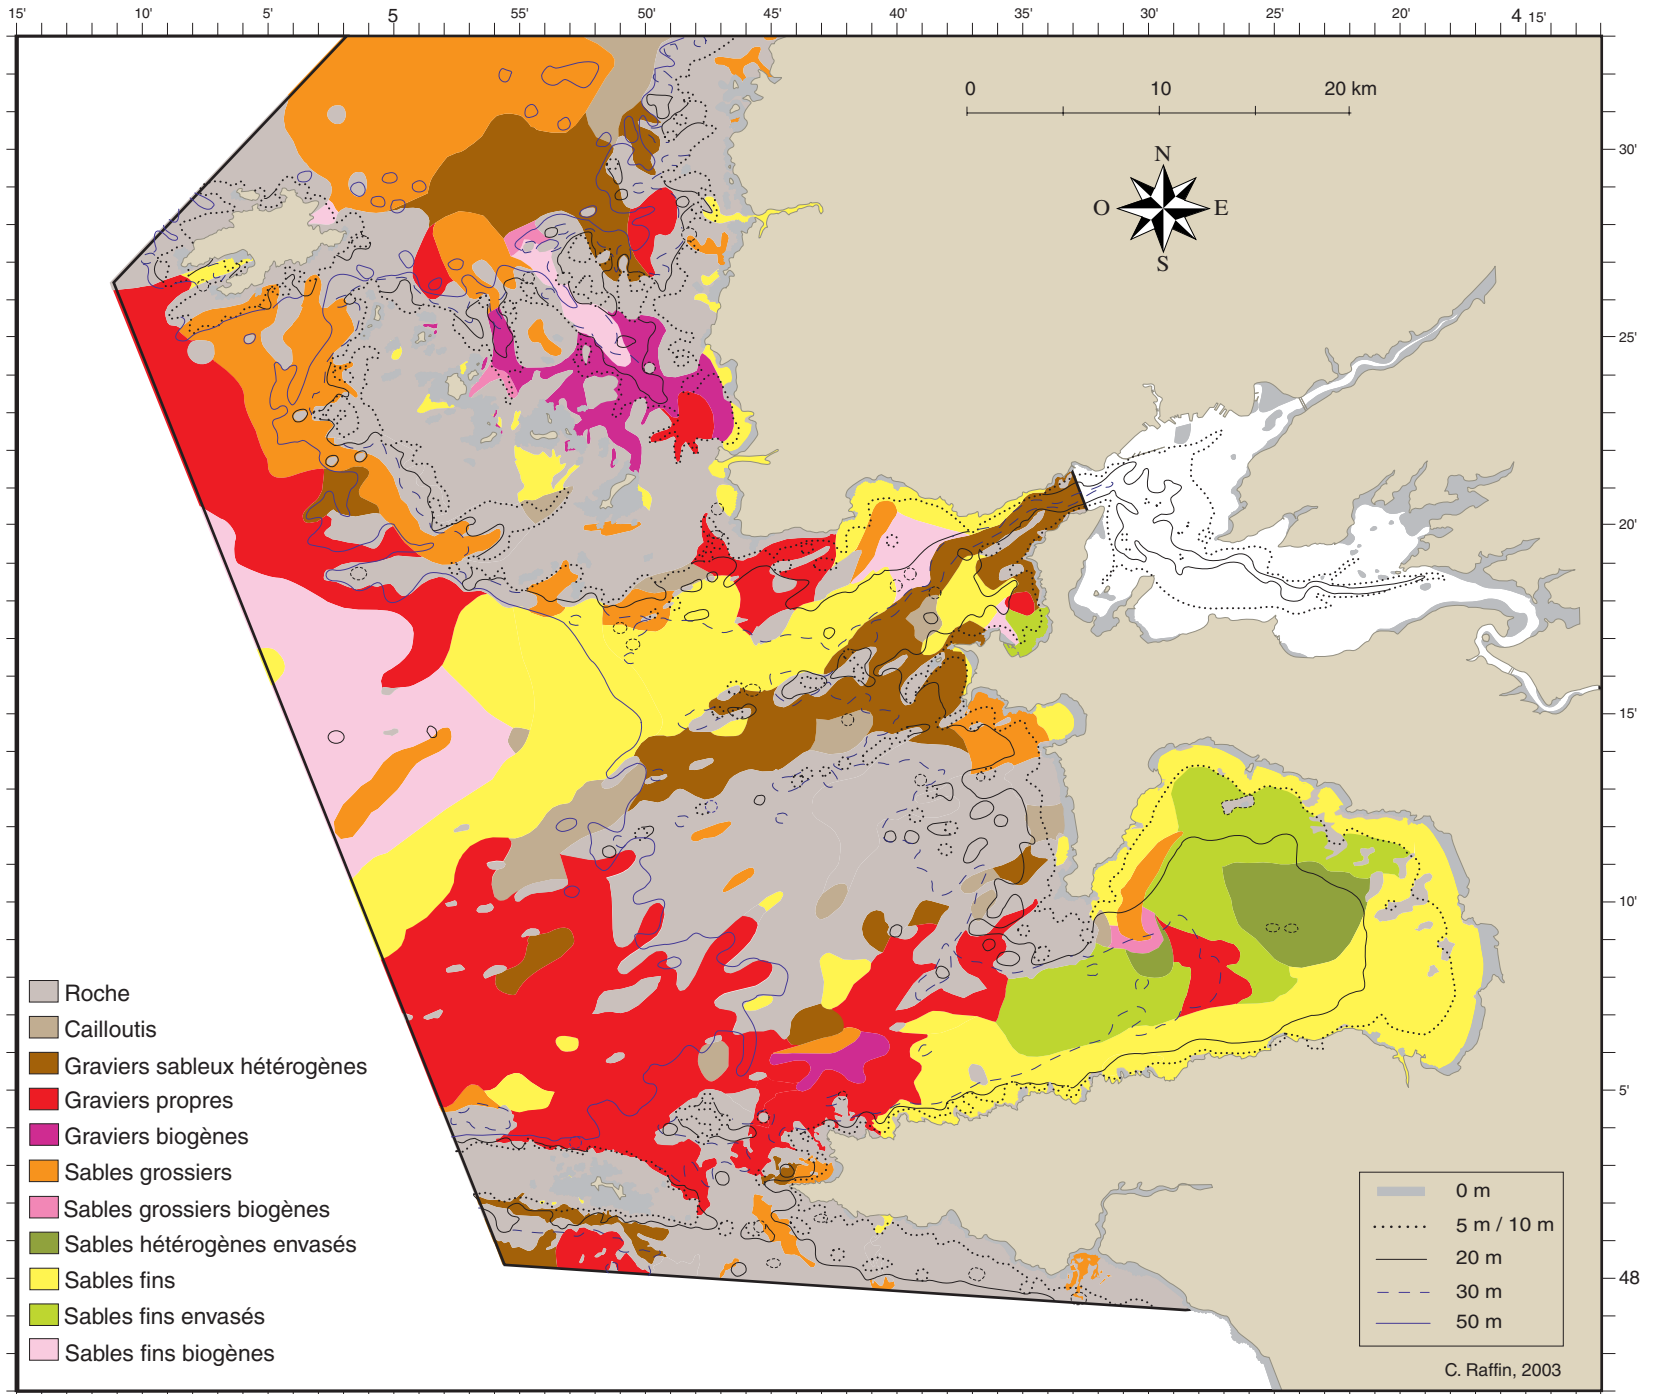 15' 10' 5' 5 55' 50' 45' 40' 35' 30' 25' 20' 4 15'
0 10 20 km
N
O E
S
30'
25'
20'
15'
10'
5'
48
Roche
Cailloutis
Graviers sableux hétérogènes
Graviers propres
Graviers biogènes
Sables grossiers
Sables grossiers biogènes
Sables hétérogènes envasés
Sables fins
Sables fins envasés
Sables fins biogènes
0 m
5 m / 10 m
20 m
30 m
50 m
C. Raffin, 2003